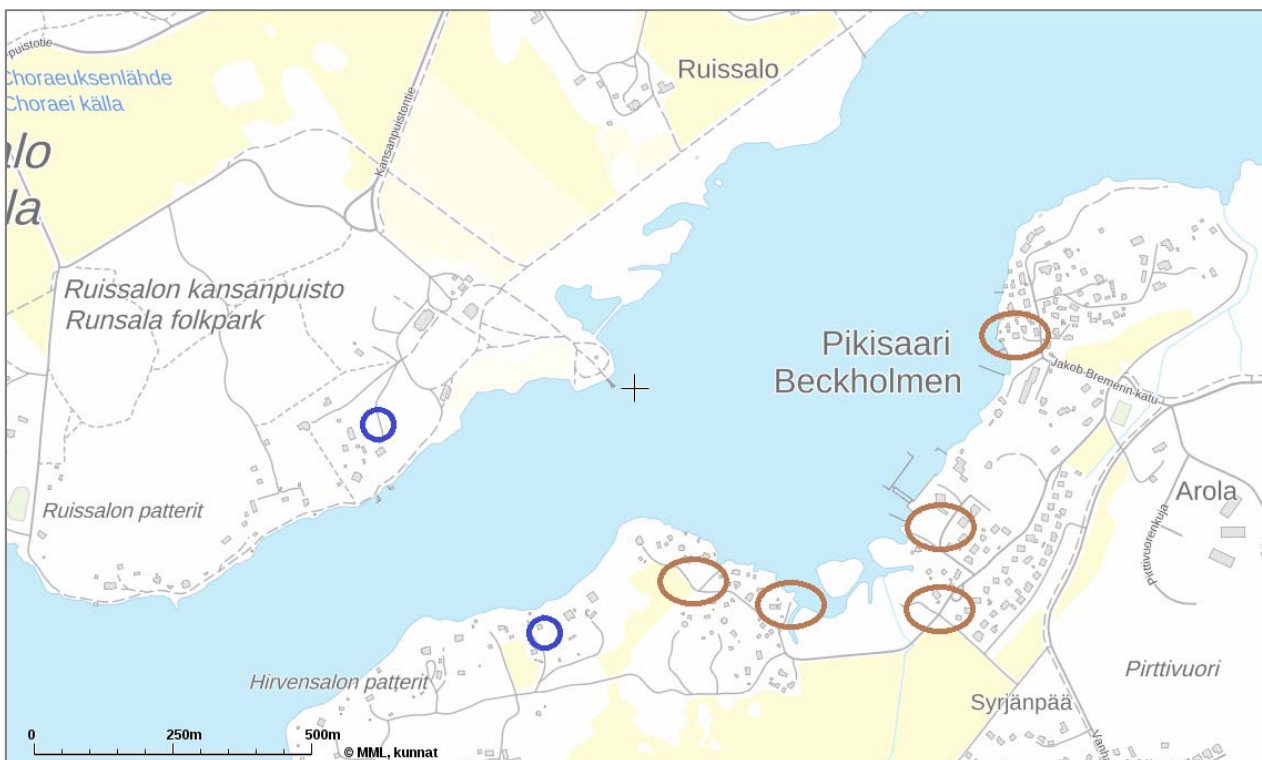 Ruissalo
-puistotie
Choraeuksenlähde
Choraei källa
Kansanpuistontie
alo
la
Ruissalon kansanpuisto
Runsala folkpark
Pikisaari
Beckholmen
Jakob Bremerin katu
Arola
Ruissalon patterit
Pirttivuorenkuja
Pirttivuori
Hirvensalon patterit
Syrjänpää
Vanha
0 250m 500m
© MML, kunnat